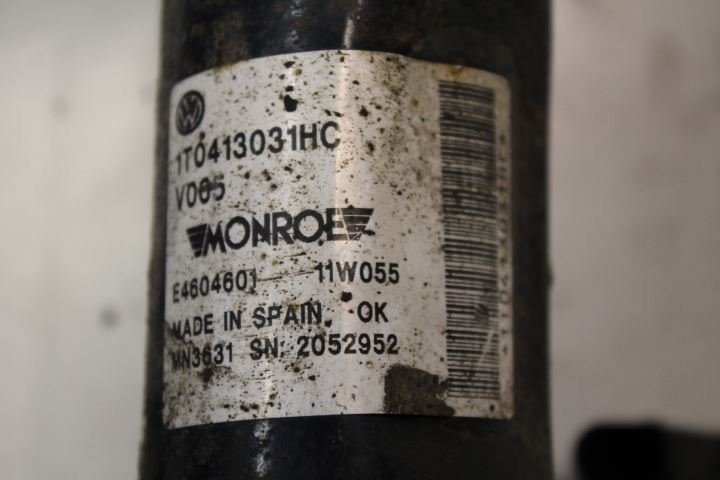 1T0413031HC
V005
MONROE
E4604601 11W055
MADE IN SPAIN OK
MN3631 SN: 2052952